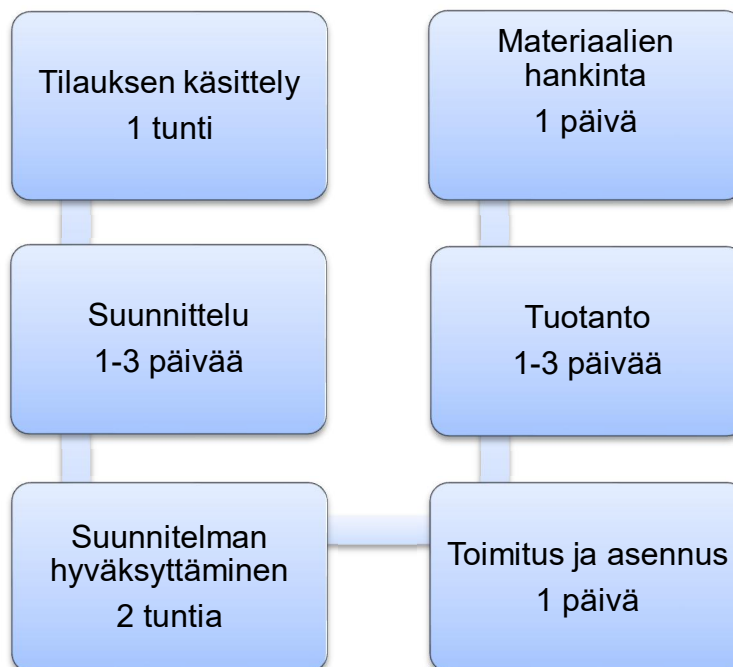 Tilauksen käsittely
1 tunti
Suunnittelu
1-3 päivää
Suunnitelman
hyväksyttäminen
2 tuntia
Materiaalien
hankinta
1 päivä
Tuotanto
1-3 päivää
Toimitus ja asennus
1 päivä